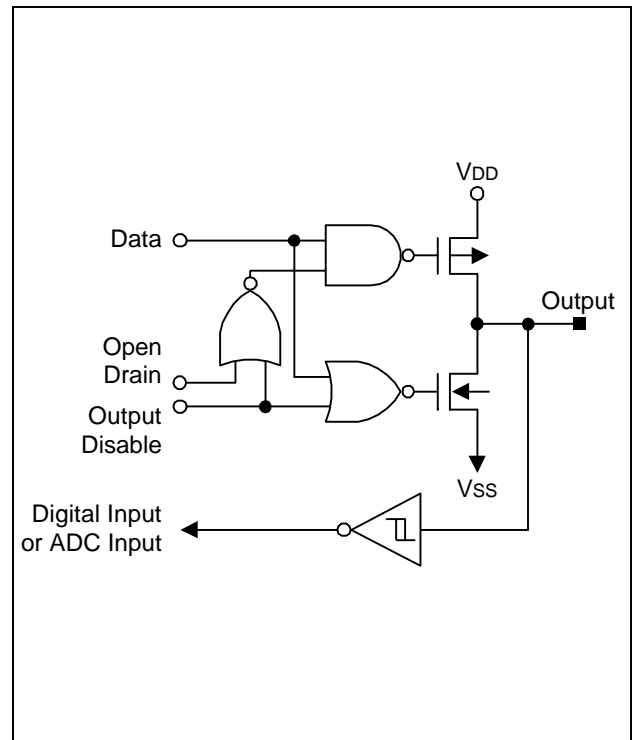 VDD
Data
Output
Open
Drain
Output
Disable
VSS
Digital Input
or ADC Input